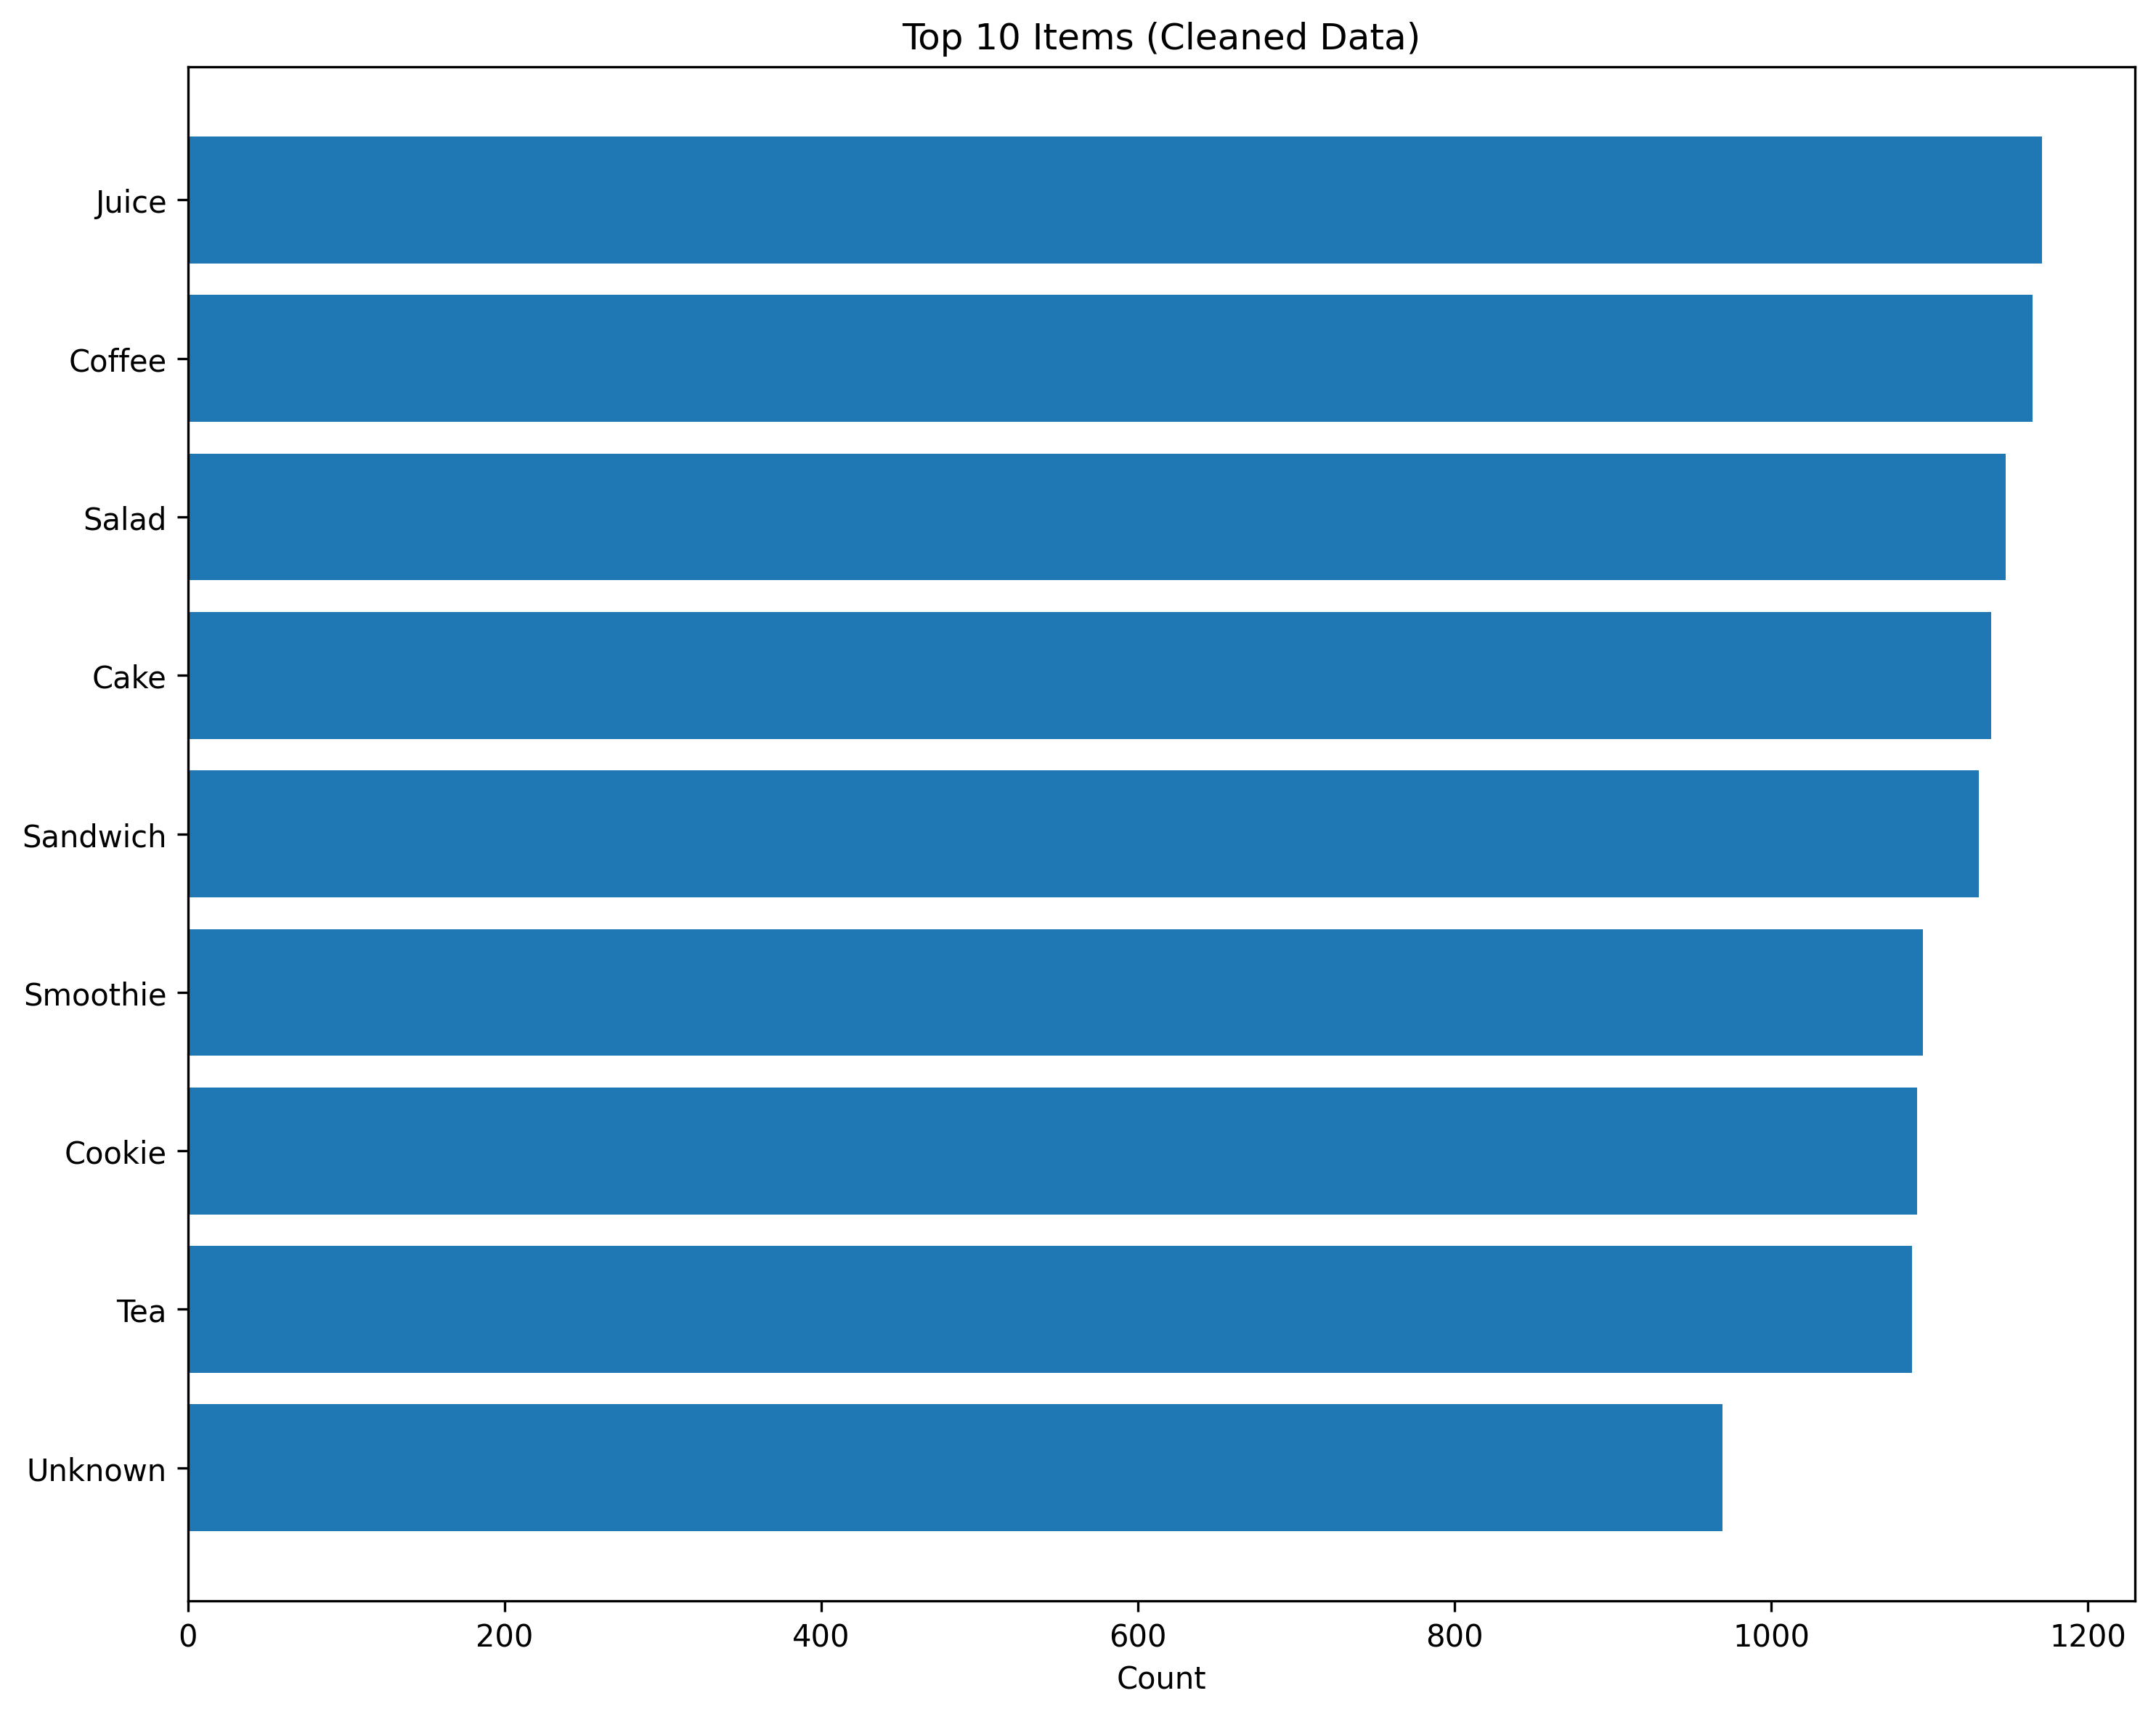 Top 10 Items (Cleaned Data)
Juice
Coffee
Salad
Cake
Sandwich
Smoothie
Cookie
Tea
Unknown
0 200 400 600 800 1000 1200
Count